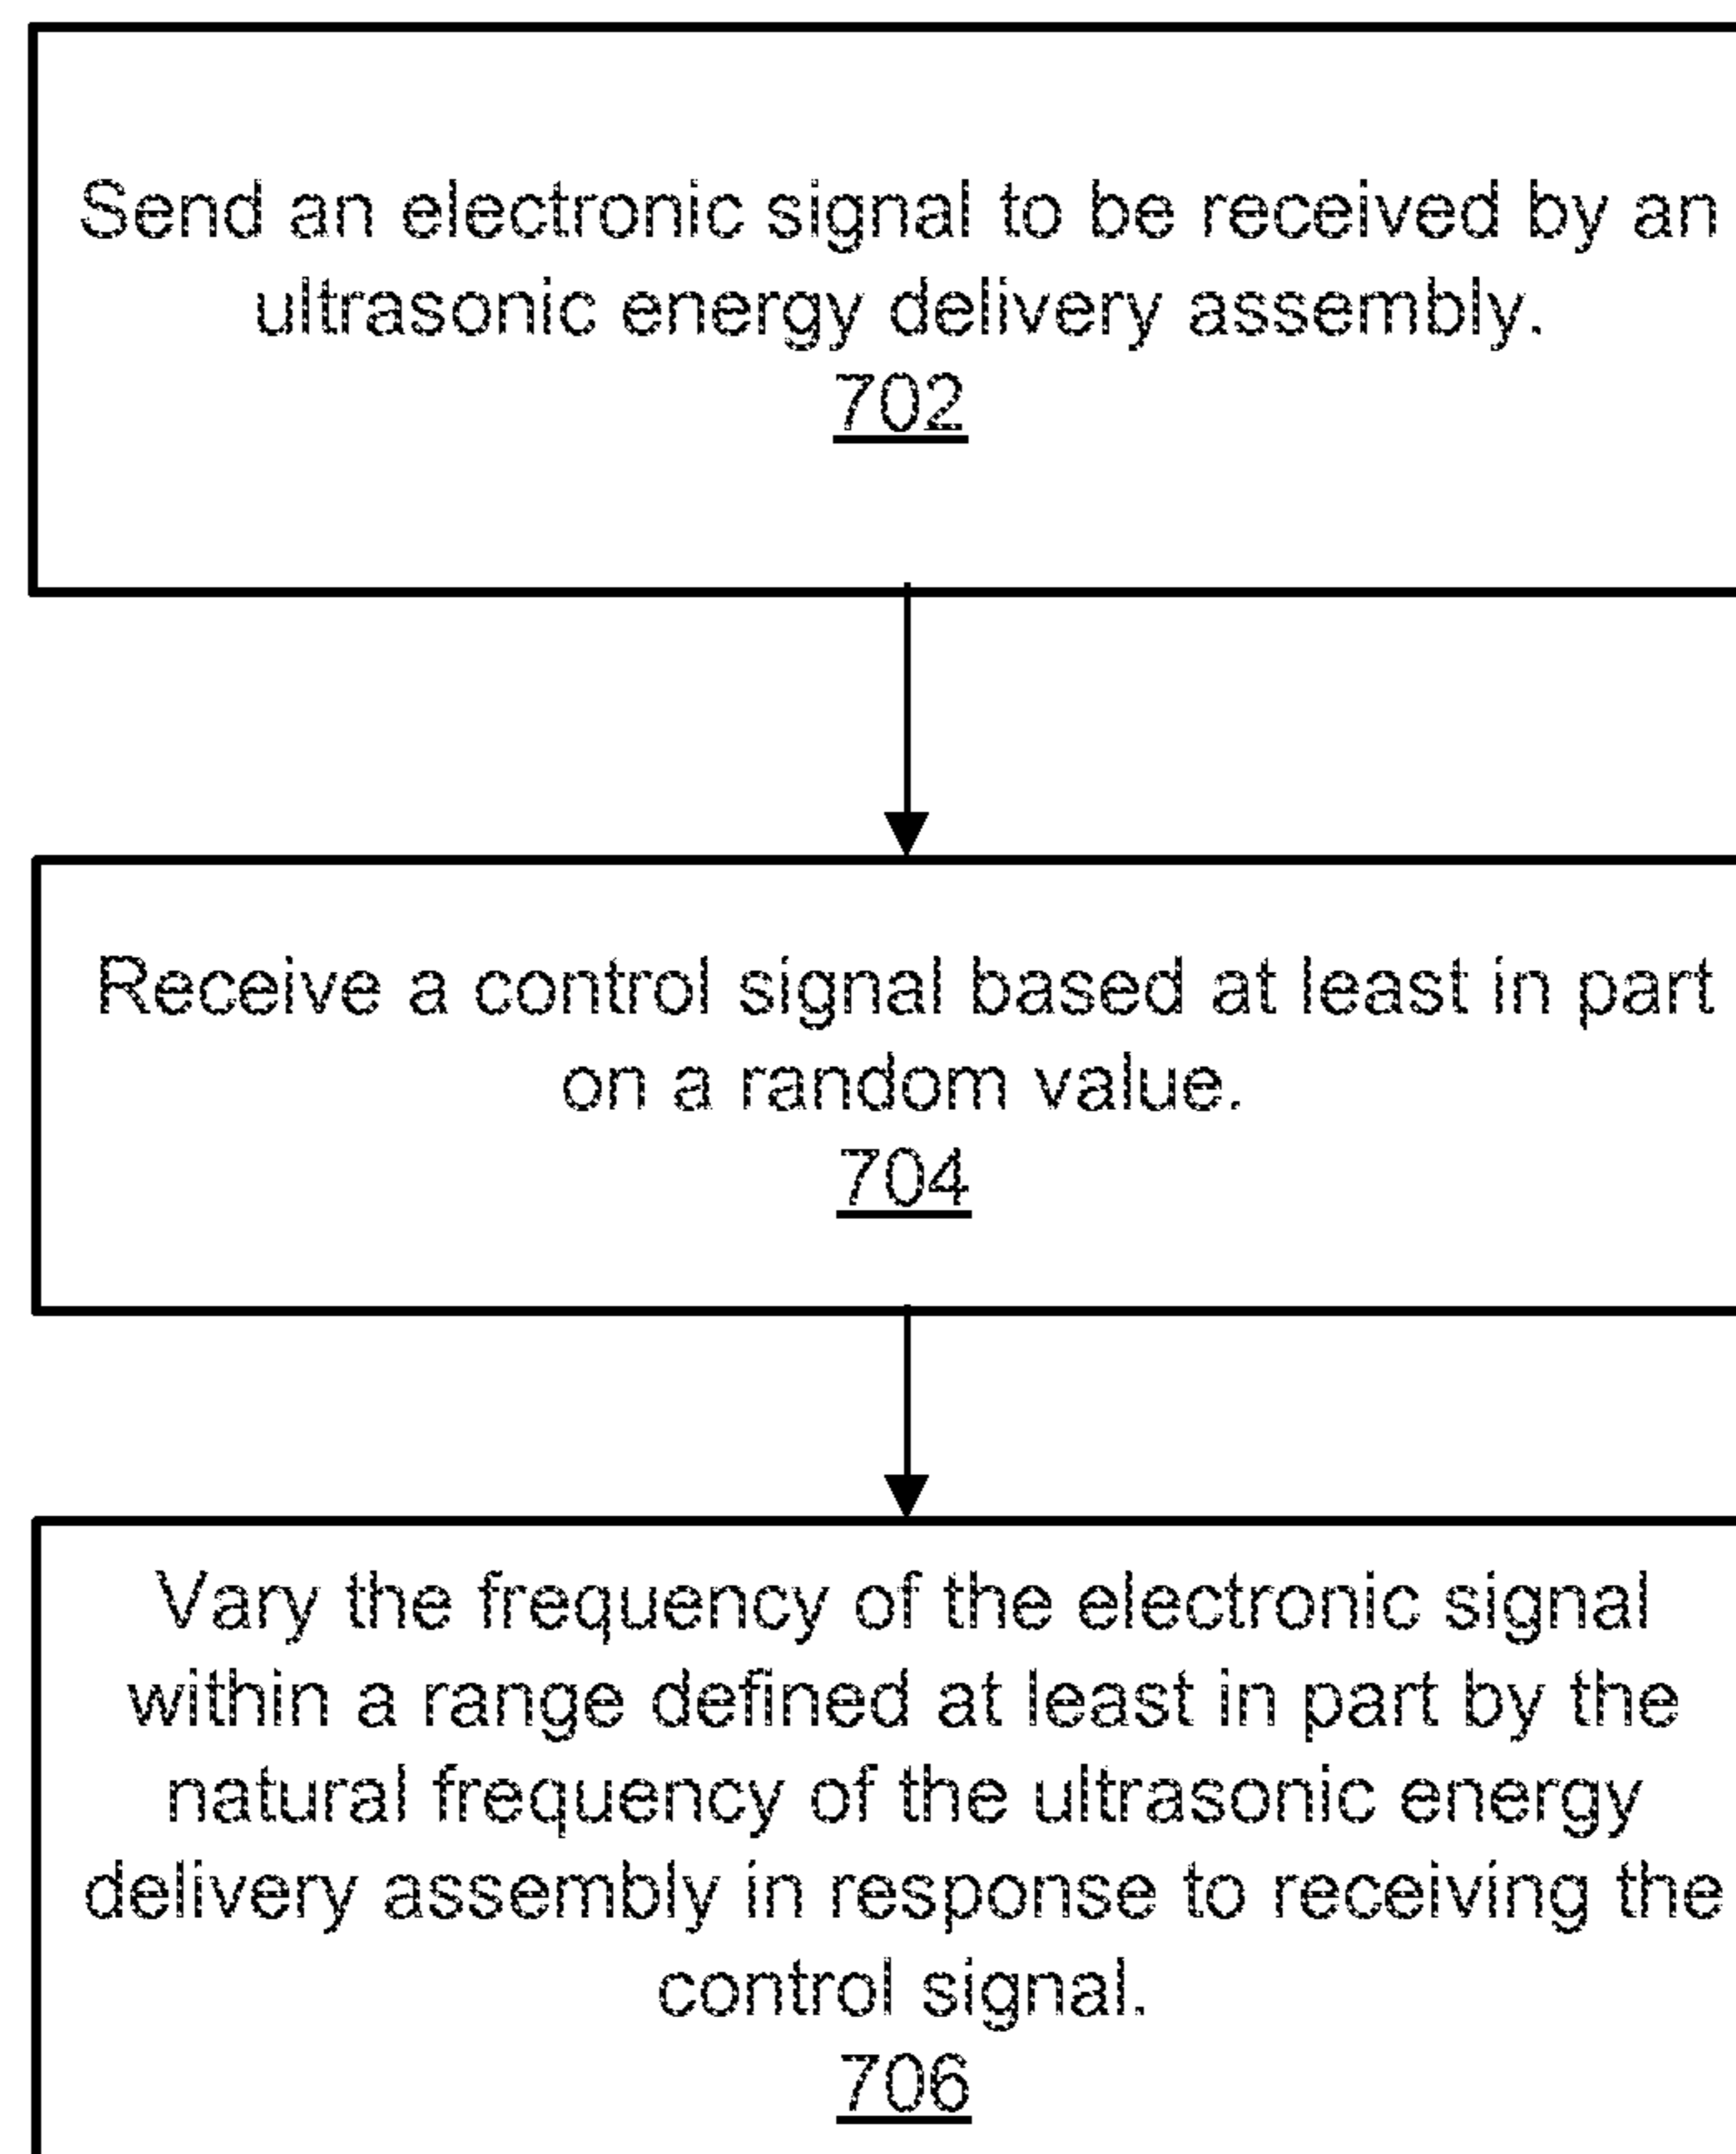 Send an electronic signal to be received by an
ultrasonic energy delivery assembly.
702
Receive a control signal based at least in part
on a random value.
704
Vary the frequency of the electronic signal
within a range defined at least in part by the
natural frequency of the ultrasonic energy
delivery assembly in response to receiving the
control signal.
706